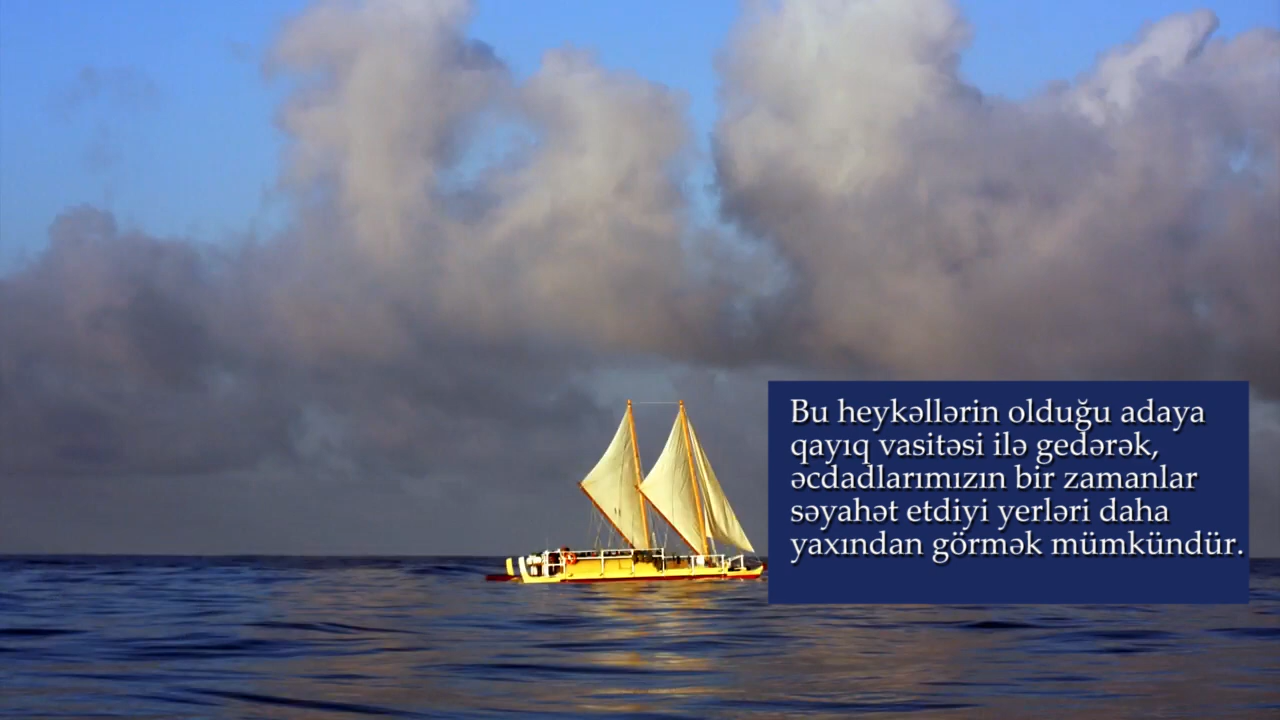 Bu heykəllərin olduğu adaya
qayıq vasitəsi ilə gedərək,
əcdadlarımızın bir zamanlar
səyahət etdiyi yerləri daha
yaxından görmək mümkündür.